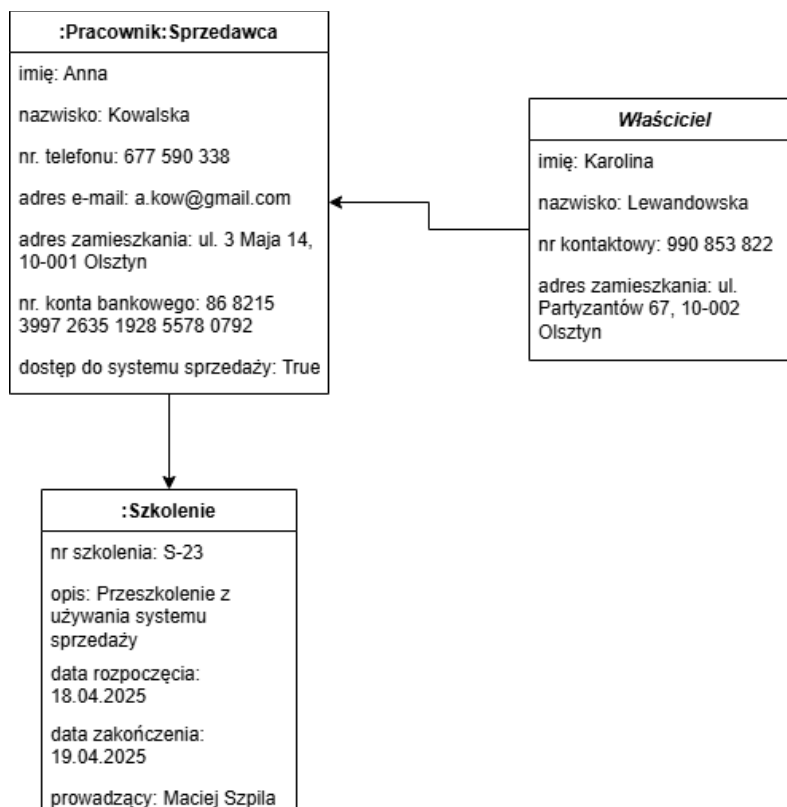 :Pracownik:Sprzedawca
imię: Anna
nazwisko: Kowalska
nr. telefonu: 677 590 338
adres e-mail: a.kow@gmail.com
adres zamieszkania: ul. 3 Maja 14,
10-001 Olsztyn
nr. konta bankowego: 86 8215
3997 2635 1928 5578 0792
dostęp do systemu sprzedaży: True
Właściciel
imię: Karolina
nazwisko: Lewandowska
nr kontaktowy: 990 853 822
adres zamieszkania: ul.
Partyzantów 67, 10-002
Olsztyn
:Szkolenie
nr szkolenia: S-23
opis: Przeszkolenie z
używania systemu
sprzedaży
data rozpoczęcia:
18.04.2025
data zakończenia:
19.04.2025
prowadzący: Maciej Szpila